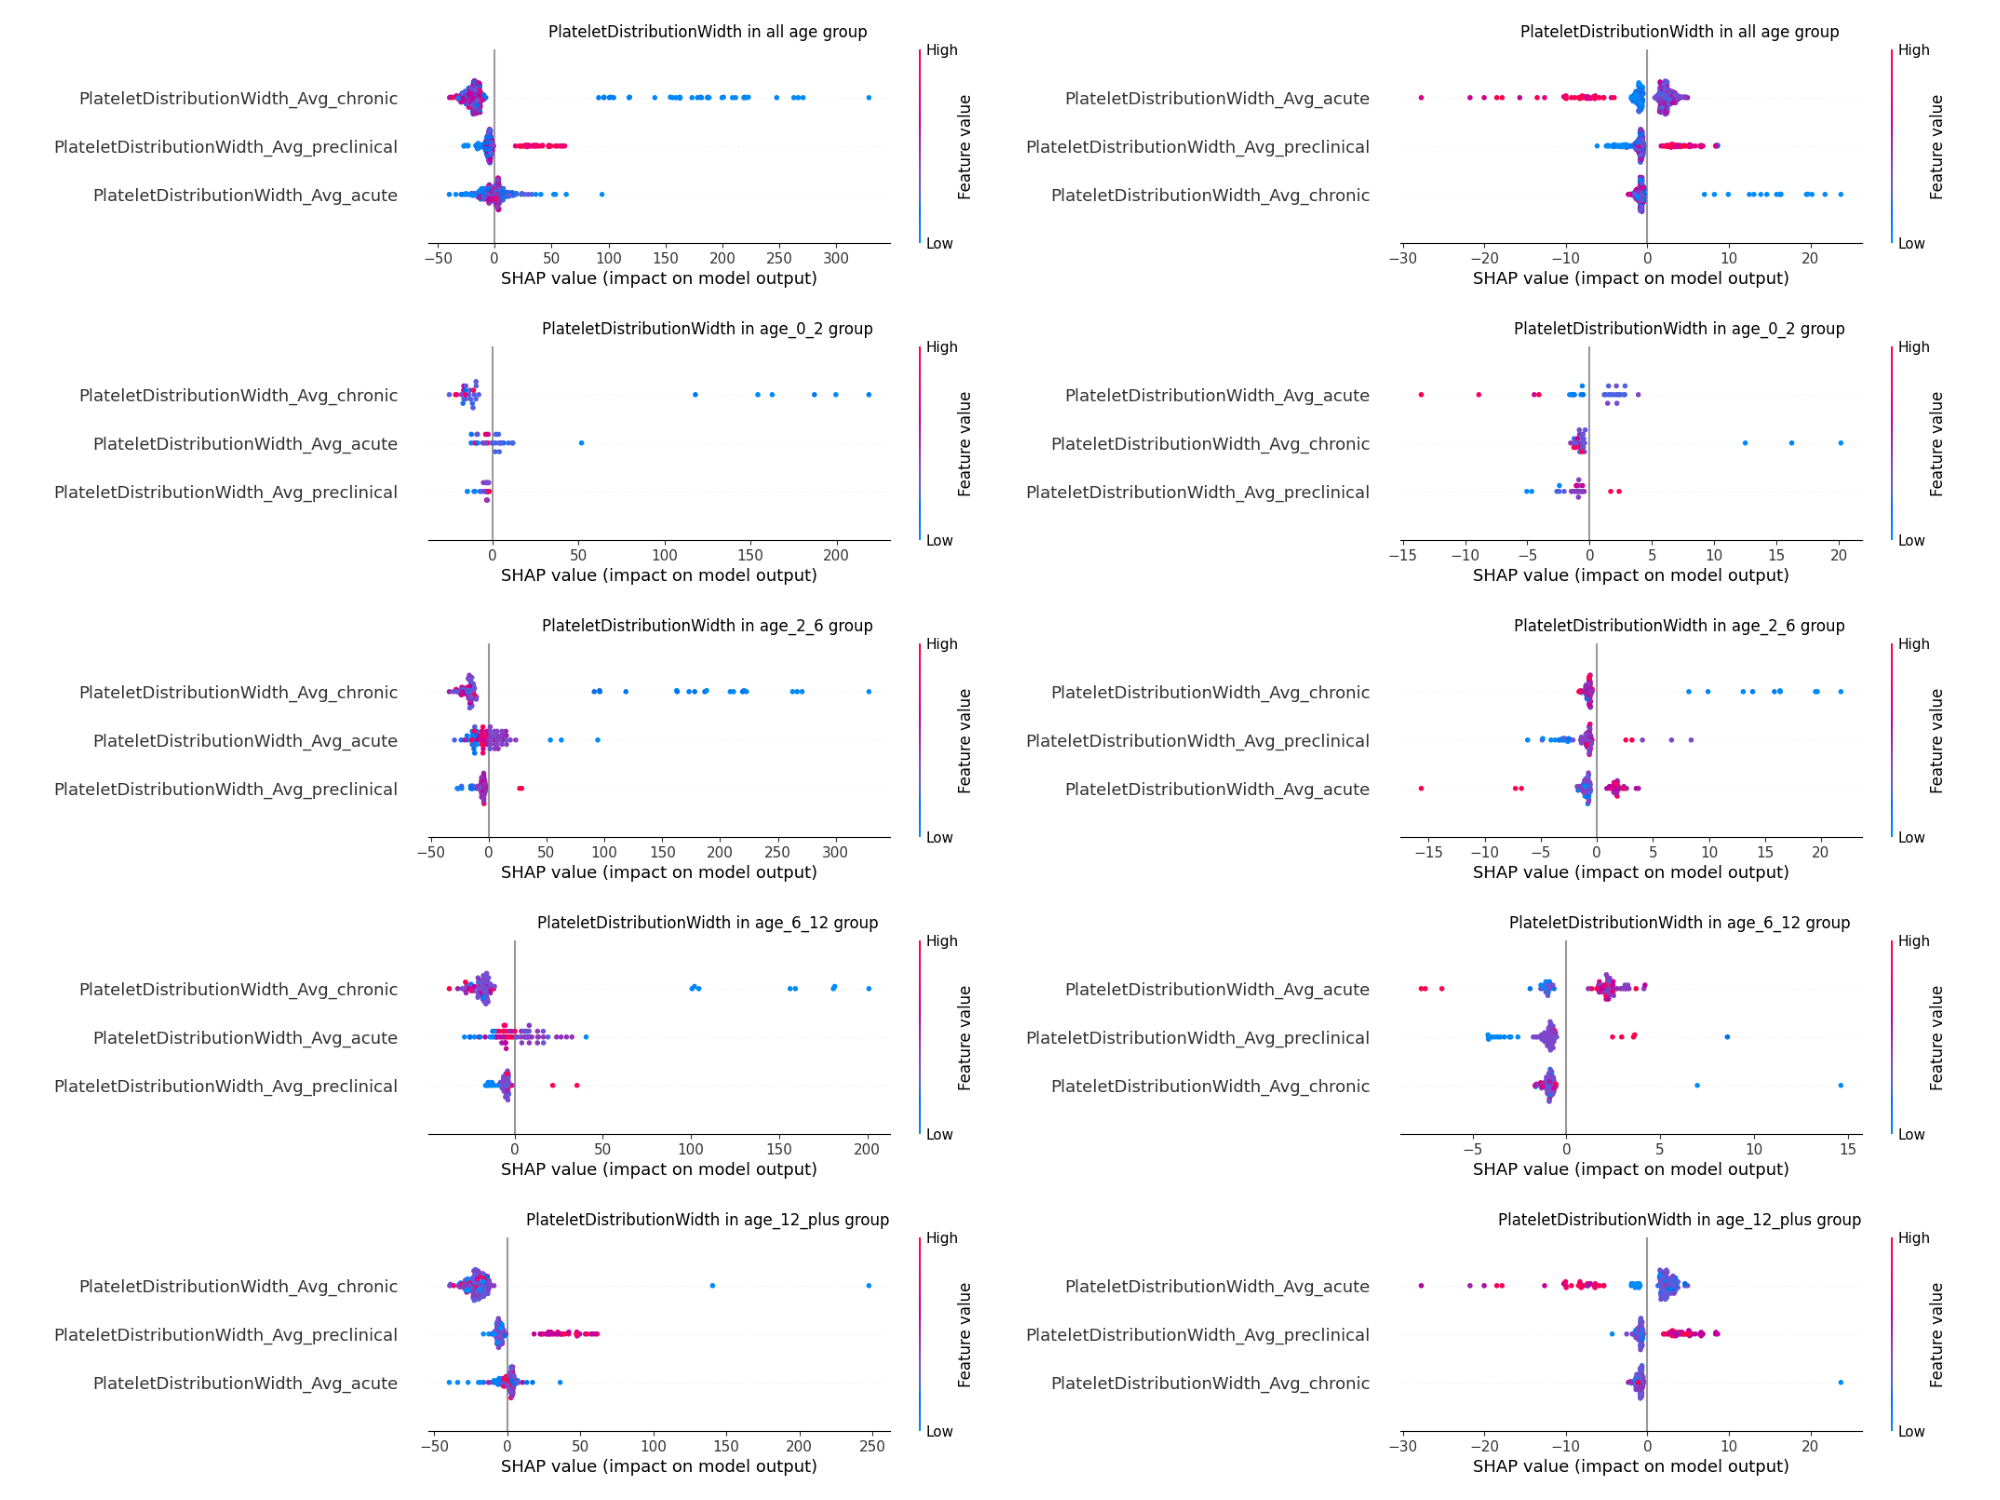 PlateletDistributionWidth in all age group
High
PlateletDistributionWidth_Avg_chronic
PlateletDistributionWidth_Avg_preclinical
PlateletDistributionWidth_Avg_acute
Feature value
Low
−50 0 50 100 150 200 250 300
SHAP value (impact on model output)
PlateletDistributionWidth in all age group
High
PlateletDistributionWidth_Avg_acute
PlateletDistributionWidth_Avg_preclinical
PlateletDistributionWidth_Avg_chronic
Feature value
Low
−30 −20 −10 0 10 20
SHAP value (impact on model output)
PlateletDistributionWidth in age_0_2 group
High
PlateletDistributionWidth_Avg_chronic
PlateletDistributionWidth_Avg_acute
PlateletDistributionWidth_Avg_preclinical
Feature value
Low
0 50 100 150 200
SHAP value (impact on model output)
PlateletDistributionWidth in age_0_2 group
High
PlateletDistributionWidth_Avg_acute
PlateletDistributionWidth_Avg_chronic
PlateletDistributionWidth_Avg_preclinical
Feature value
Low
−15 −10 −5 0 5 10 15 20
SHAP value (impact on model output)
PlateletDistributionWidth in age_2_6 group
High
PlateletDistributionWidth_Avg_chronic
PlateletDistributionWidth_Avg_acute
PlateletDistributionWidth_Avg_preclinical
Feature value
Low
−50 0 50 100 150 200 250 300
SHAP value (impact on model output)
PlateletDistributionWidth in age_2_6 group
High
PlateletDistributionWidth_Avg_chronic
PlateletDistributionWidth_Avg_preclinical
PlateletDistributionWidth_Avg_acute
Feature value
Low
−15 −10 −5 0 5 10 15 20
SHAP value (impact on model output)
PlateletDistributionWidth in age_6_12 group
High
PlateletDistributionWidth_Avg_chronic
PlateletDistributionWidth_Avg_acute
PlateletDistributionWidth_Avg_preclinical
Feature value
Low
0 50 100 150 200
SHAP value (impact on model output)
PlateletDistributionWidth in age_6_12 group
High
PlateletDistributionWidth_Avg_acute
PlateletDistributionWidth_Avg_preclinical
PlateletDistributionWidth_Avg_chronic
Feature value
Low
−5 0 5 10 15
SHAP value (impact on model output)
PlateletDistributionWidth in age_12_plus group
High
PlateletDistributionWidth_Avg_chronic
PlateletDistributionWidth_Avg_preclinical
PlateletDistributionWidth_Avg_acute
Feature value
Low
−50 0 50 100 150 200 250
SHAP value (impact on model output)
PlateletDistributionWidth in age_12_plus group
High
PlateletDistributionWidth_Avg_acute
PlateletDistributionWidth_Avg_preclinical
PlateletDistributionWidth_Avg_chronic
Feature value
Low
−30 −20 −10 0 10 20
SHAP value (impact on model output)